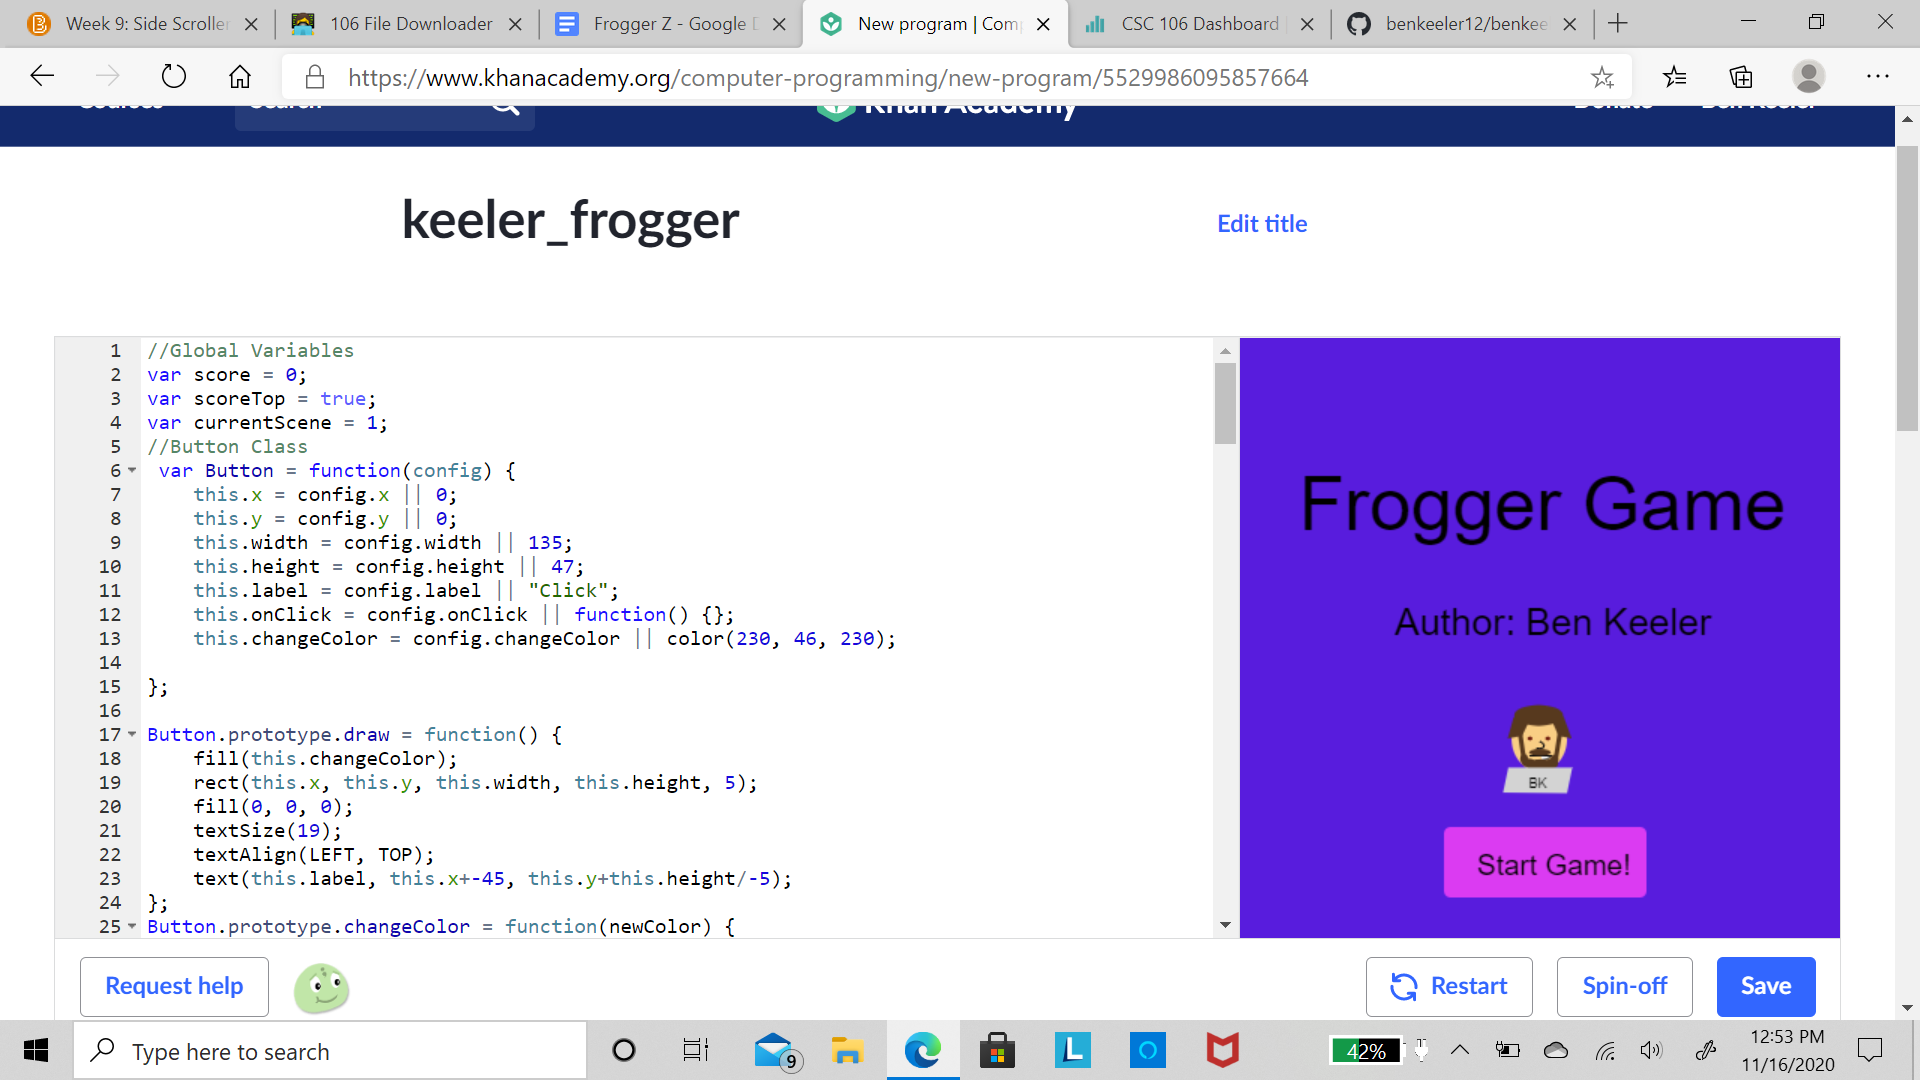 Week 9: Side Scroller
106 File Downloader
Frogger Z - Google D
New program | Com
CSC 106 Dashboard
benkeeler12/benkee
https://www.khanacademy.org/computer-programming/new-program/5529986095857664
Sources
Search
Khan Academy
Donate
Ben Keeler
keeler_frogger
Edit title
1 //Global Variables
2 var score = 0;
3 var scoreTop = true;
4 var currentScene = 1;
5 //Button Class
6 var Button = function(config) {
7 this.x = config.x || 0;
8 this.y = config.y || 0;
9 this.width = config.width || 135;
10 this.height = config.height || 47;
11 this.label = config.label || "Click";
12 this.onClick = config.onClick || function() {};
13 this.changeColor = config.changeColor || color(230, 46, 230);
14
15 };
16
17 Button.prototype.draw = function() {
18 fill(this.changeColor);
19 rect(this.x, this.y, this.width, this.height, 5);
20 fill(0, 0, 0);
21 textSize(19);
22 textAlign(LEFT, TOP);
23 text(this.label, this.x+-45, this.y+this.height/-5);
24 };
25 Button.prototype.changeColor = function(newColor) {
Frogger Game
Author: Ben Keeler
BK
Start Game!
Request help
Restart
Spin-off
Save
Type here to search
9
L
42%
12:53 PM
11/16/2020